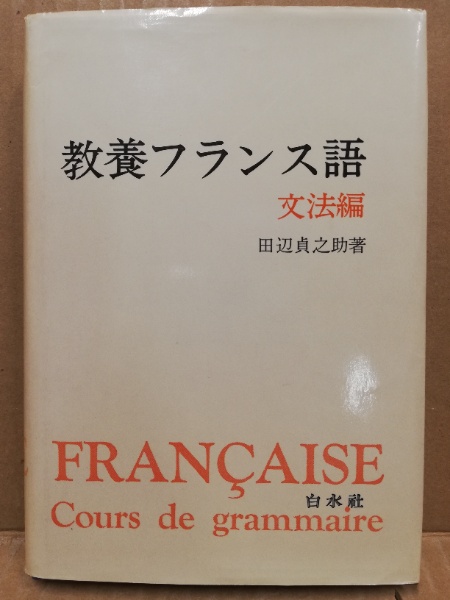 教養フランス語
文法編
田辺貞之助著
FRANÇAISE
白水社
Cours de grammaire